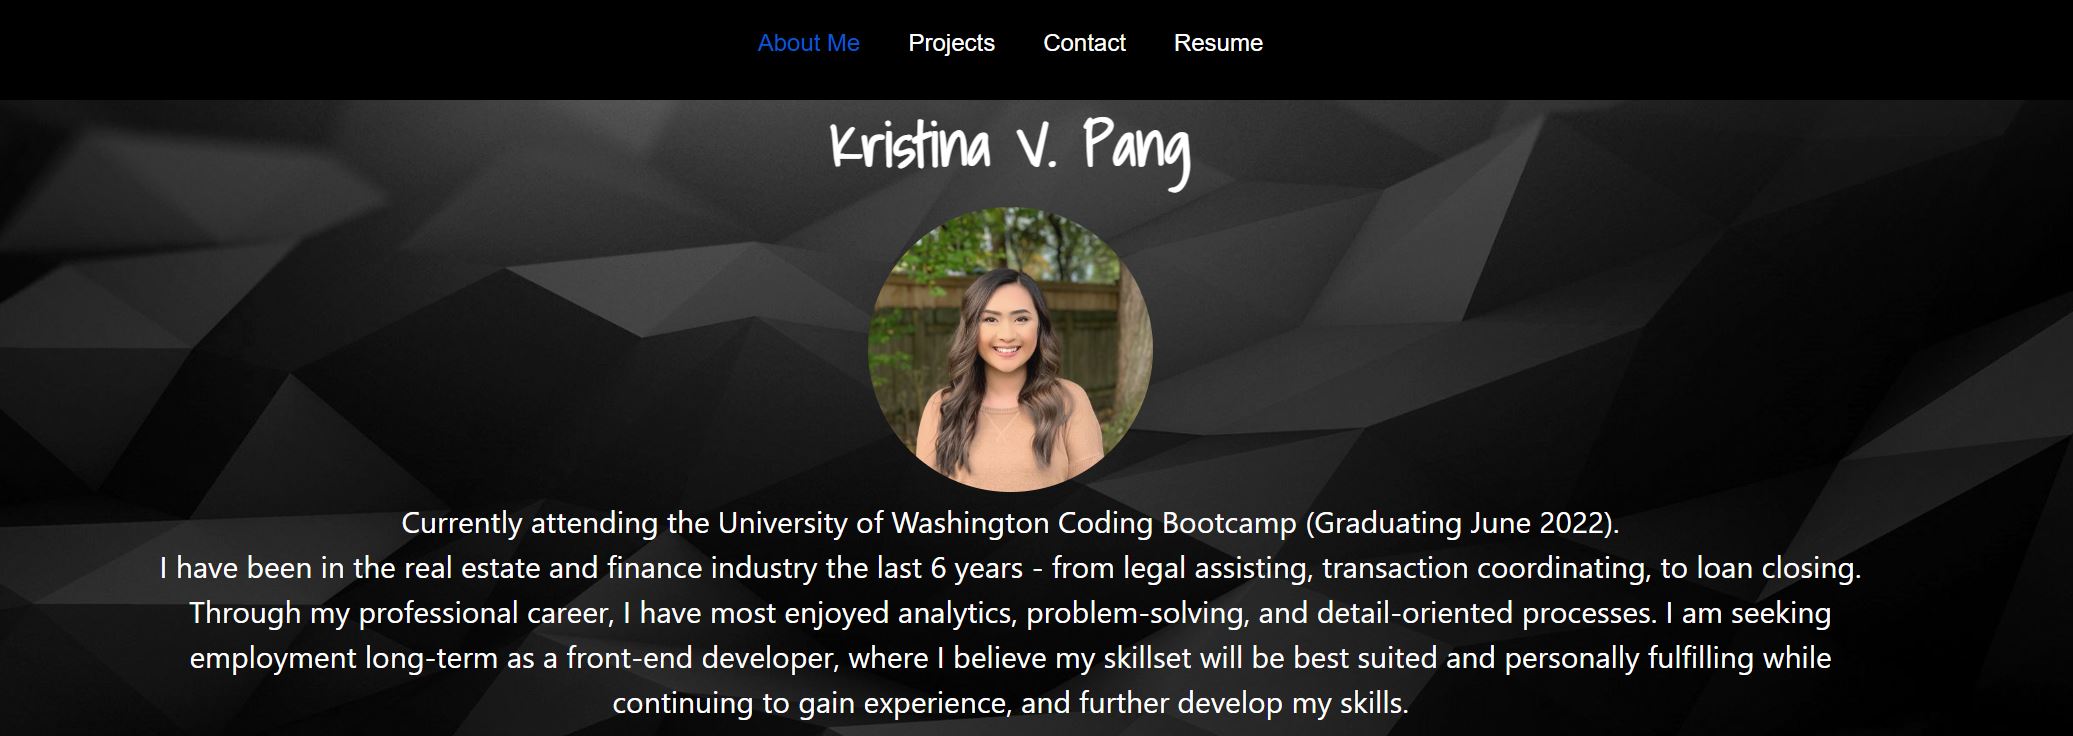 About Me Projects Contact Resume
Kristina V. Pang
Currently attending the University of Washington Coding Bootcamp (Graduating June 2022).
I have been in the real estate and finance industry the last 6 years - from legal assisting, transaction coordinating, to loan closing.
Through my professional career, I have most enjoyed analytics, problem-solving, and detail-oriented processes. I am seeking
employment long-term as a front-end developer, where I believe my skillset will be best suited and personally fulfilling while
continuing to gain experience, and further develop my skills.